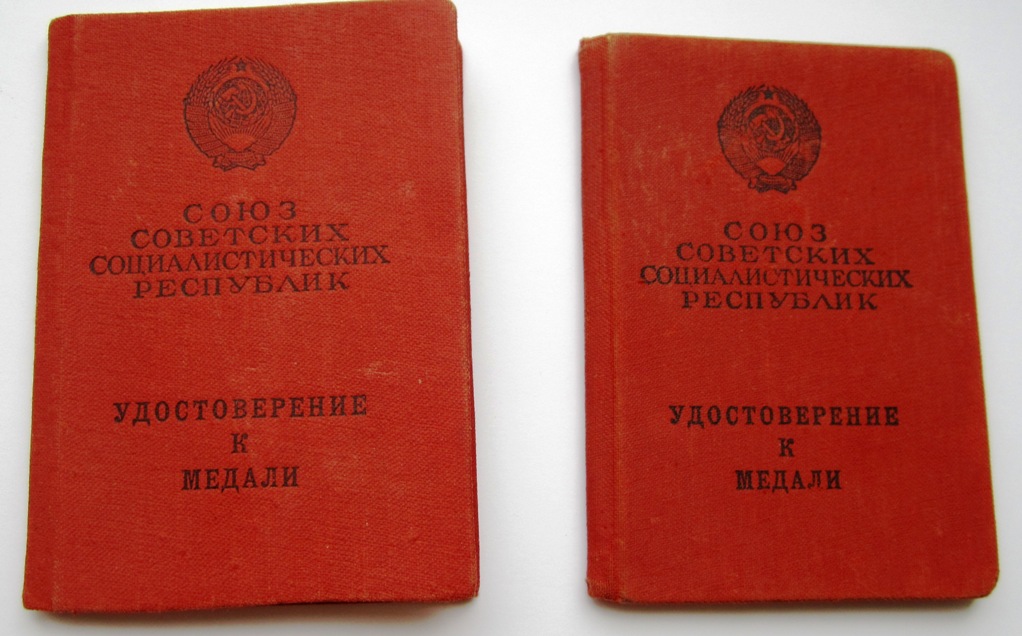 СОЮЗ
СОВЕТСКИХ
СОЦИАЛИСТИЧЕСКИХ
РЕСПУБЛИК
УДОСТОВЕРЕНИЕ
К
МЕДАЛИ
СОЮЗ
СОВЕТСКИХ
СОЦИАЛИСТИЧЕСКИХ
РЕСПУБЛИК
УДОСТОВЕРЕНИЕ
К
МЕДАЛИ